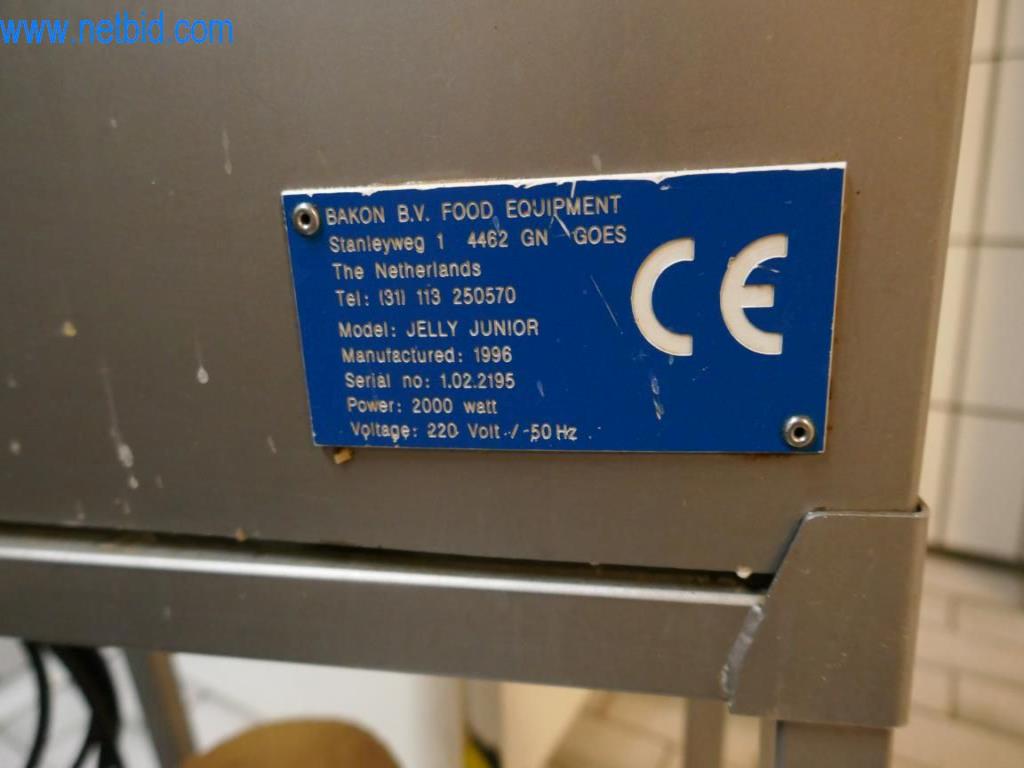 www.netbid.com
BAKON B.V. FOOD EQUIPMENT
Stanleyweg 1 4462 GN GOES
The Netherlands
Tel: (31) 113 250570
Model: JELLY JUNIOR
Manufactured: 1996
Serial no: 1.02.2195
Power: 2000 watt
Voltage: 220 Volt / 50 Hz
CE